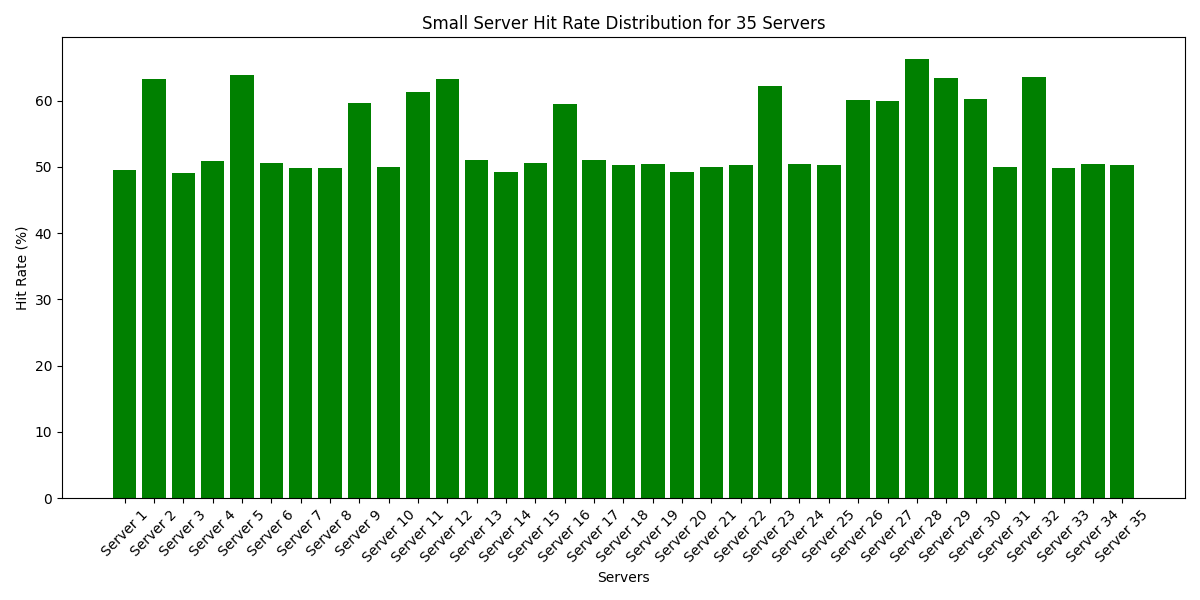 Small Server Hit Rate Distribution for 35 Servers
Hit Rate (%)
60
50
40
30
20
10
0
Server 1
Server 2
Server 3
Server 4
Server 5
Server 6
Server 7
Server 8
Server 9
Server 10
Server 11
Server 12
Server 13
Server 14
Server 15
Server 16
Server 17
Server 18
Server 19
Server 20
Server 21
Server 22
Server 23
Server 24
Server 25
Server 26
Server 27
Server 28
Server 29
Server 30
Server 31
Server 32
Server 33
Server 34
Server 35
Servers